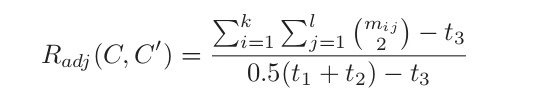 $R_{adj}(C, C') = \frac{\sum_{i=1}^{k} \sum_{j=1}^{l} \binom{m_{ij}}{2} - t_3}{0.5(t_1 + t_2) - t_3}$